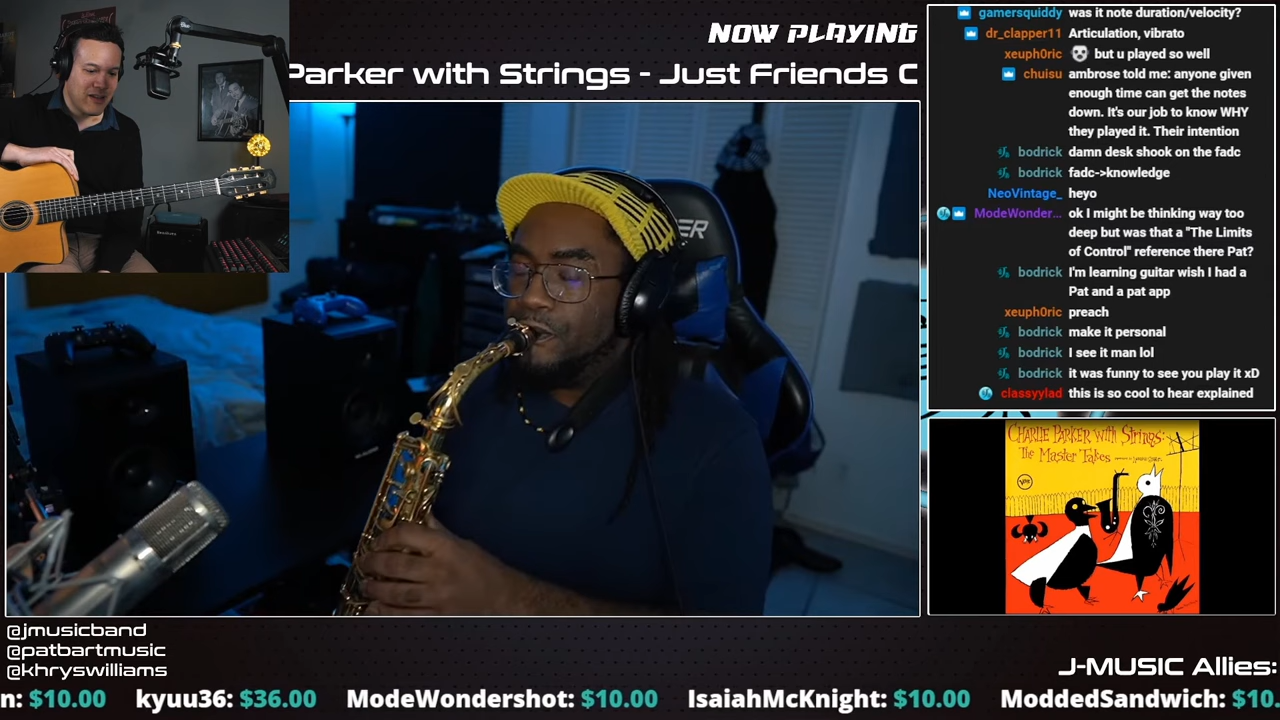 NOW PLAYING
Parker with Strings - Just Friends C
gamersquiddy was it note duration/velocity?
dr_clapper11 Articulation, vibrato
xeuph0ric but u played so well
chuisu ambrose told me: anyone given
enough time can get the notes
down. It's our job to know WHY
they played it. Their intention
bodrick damn desk shook on the fadc
bodrick fadc->knowledge
NeoVintage_ heyo
ModeWonder... ok I might be thinking way too
deep but was that a "The Limits
of Control" reference there Pat?
bodrick I'm learning guitar wish I had a
Pat and a pat app
xeuph0ric preach
bodrick make it personal
bodrick I see it man lol
bodrick it was funny to see you play it xD
classyylad this is so cool to hear explained
CHARLIE PARKER WITH STRINGS:
The Master Takes
VERVE
ER
@jmusicband
@patbartmusic
@khryswilliams
J-MUSIC Allies:
n: $10.00 kyuu36: $36.00 ModeWondershot: $10.00 IsaiahMcKnight: $10.00 ModdedSandwich: $10.